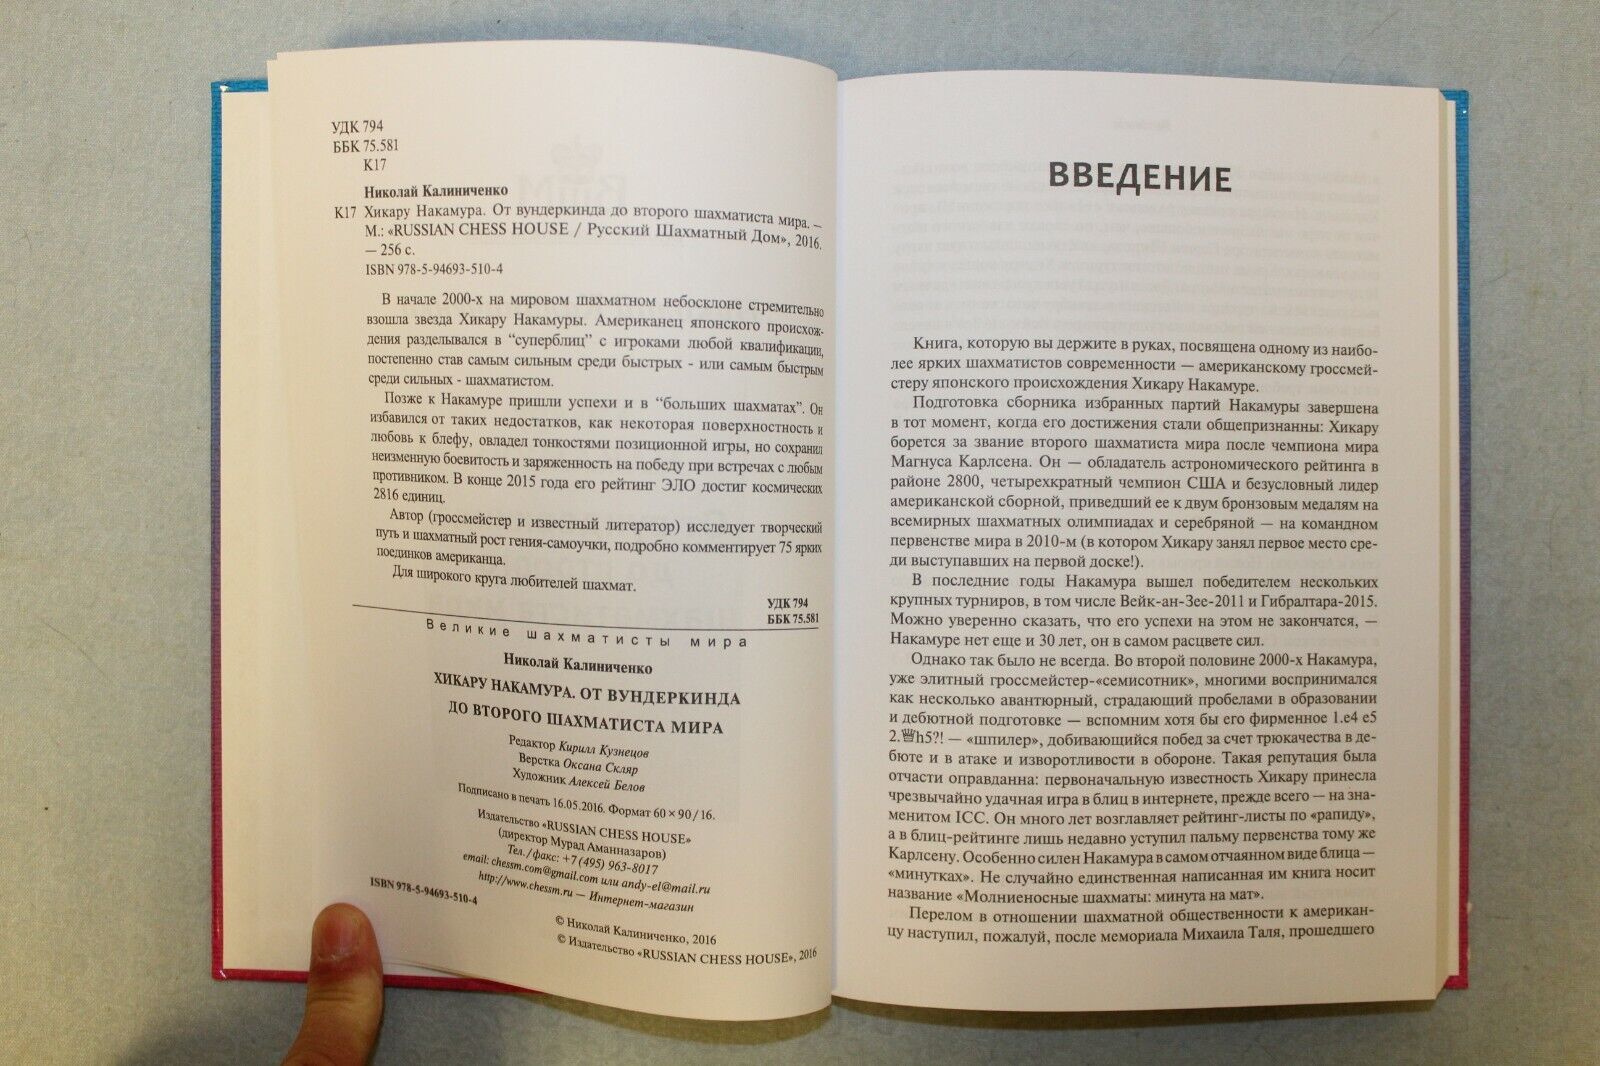 УДК 794
ББК 75.581
К17
Николай Калиниченко
К17 Хикару Накамура. От вундеркинда до второго шахматиста мира. —
М.: «RUSSIAN CHESS HOUSE / Русский Шахматный Дом», 2016.
— 256 с.
ISBN 978-5-94693-510-4
В начале 2000-х на мировом шахматном небосклоне стремительно
взошла звезда Хикару Накамуры. Американец японского происхож-
дения разделывался в “суперблиц” с игроками любой квалификации,
постепенно став самым сильным среди быстрых - или самым быстрым
среди сильных - шахматистом.
Позже к Накамуре пришли успехи и в “больших шахматах”. Он
избавился от таких недостатков, как некоторая поверхностность и
любовь к блефу, овладел тонкостями позиционной игры, но сохранил
неизменную боевитость и заряженность на победу при встречах с любым
противником. В конце 2015 года его рейтинг ЭЛО достиг космических
2816 единиц.
Автор (гроссмейстер и известный литератор) исследует творческий
путь и шахматный рост гения-самоучки, подробно комментирует 75 ярких
поединков американца.
Для широкого круга любителей шахмат.
УДК 794
ББК 75.581
Великие шахматисты мира
Николай Калиниченко
ХИКАРУ НАКАМУРА. ОТ ВУНДЕРКИНДА
ДО ВТОРОГО ШАХМАТИСТА МИРА
Редактор Кирилл Кузнецов
Верстка Оксана Скляр
Художник Алексей Белов
Подписано в печать 16.05.2016. Формат 60 × 90/16.
Издательство «RUSSIAN CHESS HOUSE»
(директор Мурад Аманназаров)
Тел./факс: +7 (495) 963-8017
email: chessm.com@gmail.com или andy-el@mail.ru
http://www.chessm.ru — Интернет-магазин
ISBN 978-5-94693-510-4
© Николай Калиниченко, 2016
© Издательство «RUSSIAN CHESS HOUSE», 2016
ВВЕДЕНИЕ
Книга, которую вы держите в руках, посвящена одному из наибо-
лее ярких шахматистов современности — американскому гроссмей-
стеру японского происхождения Хикару Накамуре.
Подготовка сборника избранных партий Накамуры завершена
в тот момент, когда его достижения стали общепризнанны: Хикару
борется за звание второго шахматиста мира после чемпиона мира
Магнуса Карлсена. Он — обладатель астрономического рейтинга в
районе 2800, четырехкратный чемпион США и безусловный лидер
американской сборной, приведший ее к двум бронзовым медалям на
всемирных шахматных олимпиадах и серебряной — на командном
первенстве мира в 2010-м (в котором Хикару занял первое место сре-
ди выступавших на первой доске!).
В последние годы Накамура вышел победителем нескольких
крупных турниров, в том числе Вейк-ан-Зее-2011 и Гибралтара-2015.
Можно уверенно сказать, что его успехи на этом не закончатся, —
Накамуре нет еще и 30 лет, он в самом расцвете сил.
Однако так было не всегда. Во второй половине 2000-х Накамура,
уже элитный гроссмейстер-«семисотник», многими воспринимался
как несколько авантюрный, страдающий пробелами в образовании
и дебютной подготовке — вспомним хотя бы его фирменное 1.e4 e5
2.♕h5?! — «шпилер», добивающийся побед за счет трюкачества в де-
бюте и в атаке и изворотливости в обороне. Такая репутация была
отчасти оправданна: первоначальную известность Хикару принесла
чрезвычайно удачная игра в блиц в интернете, прежде всего — на зна-
менитом ICC. Он много лет возглавляет рейтинг-листы по «рапиду»,
а в блиц-рейтинге лишь недавно уступил пальму первенства тому же
Карлсену. Особенно силен Накамура в самом отчаянном виде блица —
«минутках». Не случайно единственная написанная им книга носит
название «Молниеносные шахматы: минута на мат».
Перелом в отношении шахматной общественности к американ-
цу наступил, пожалуй, после мемориала Михаила Таля, прошедшего